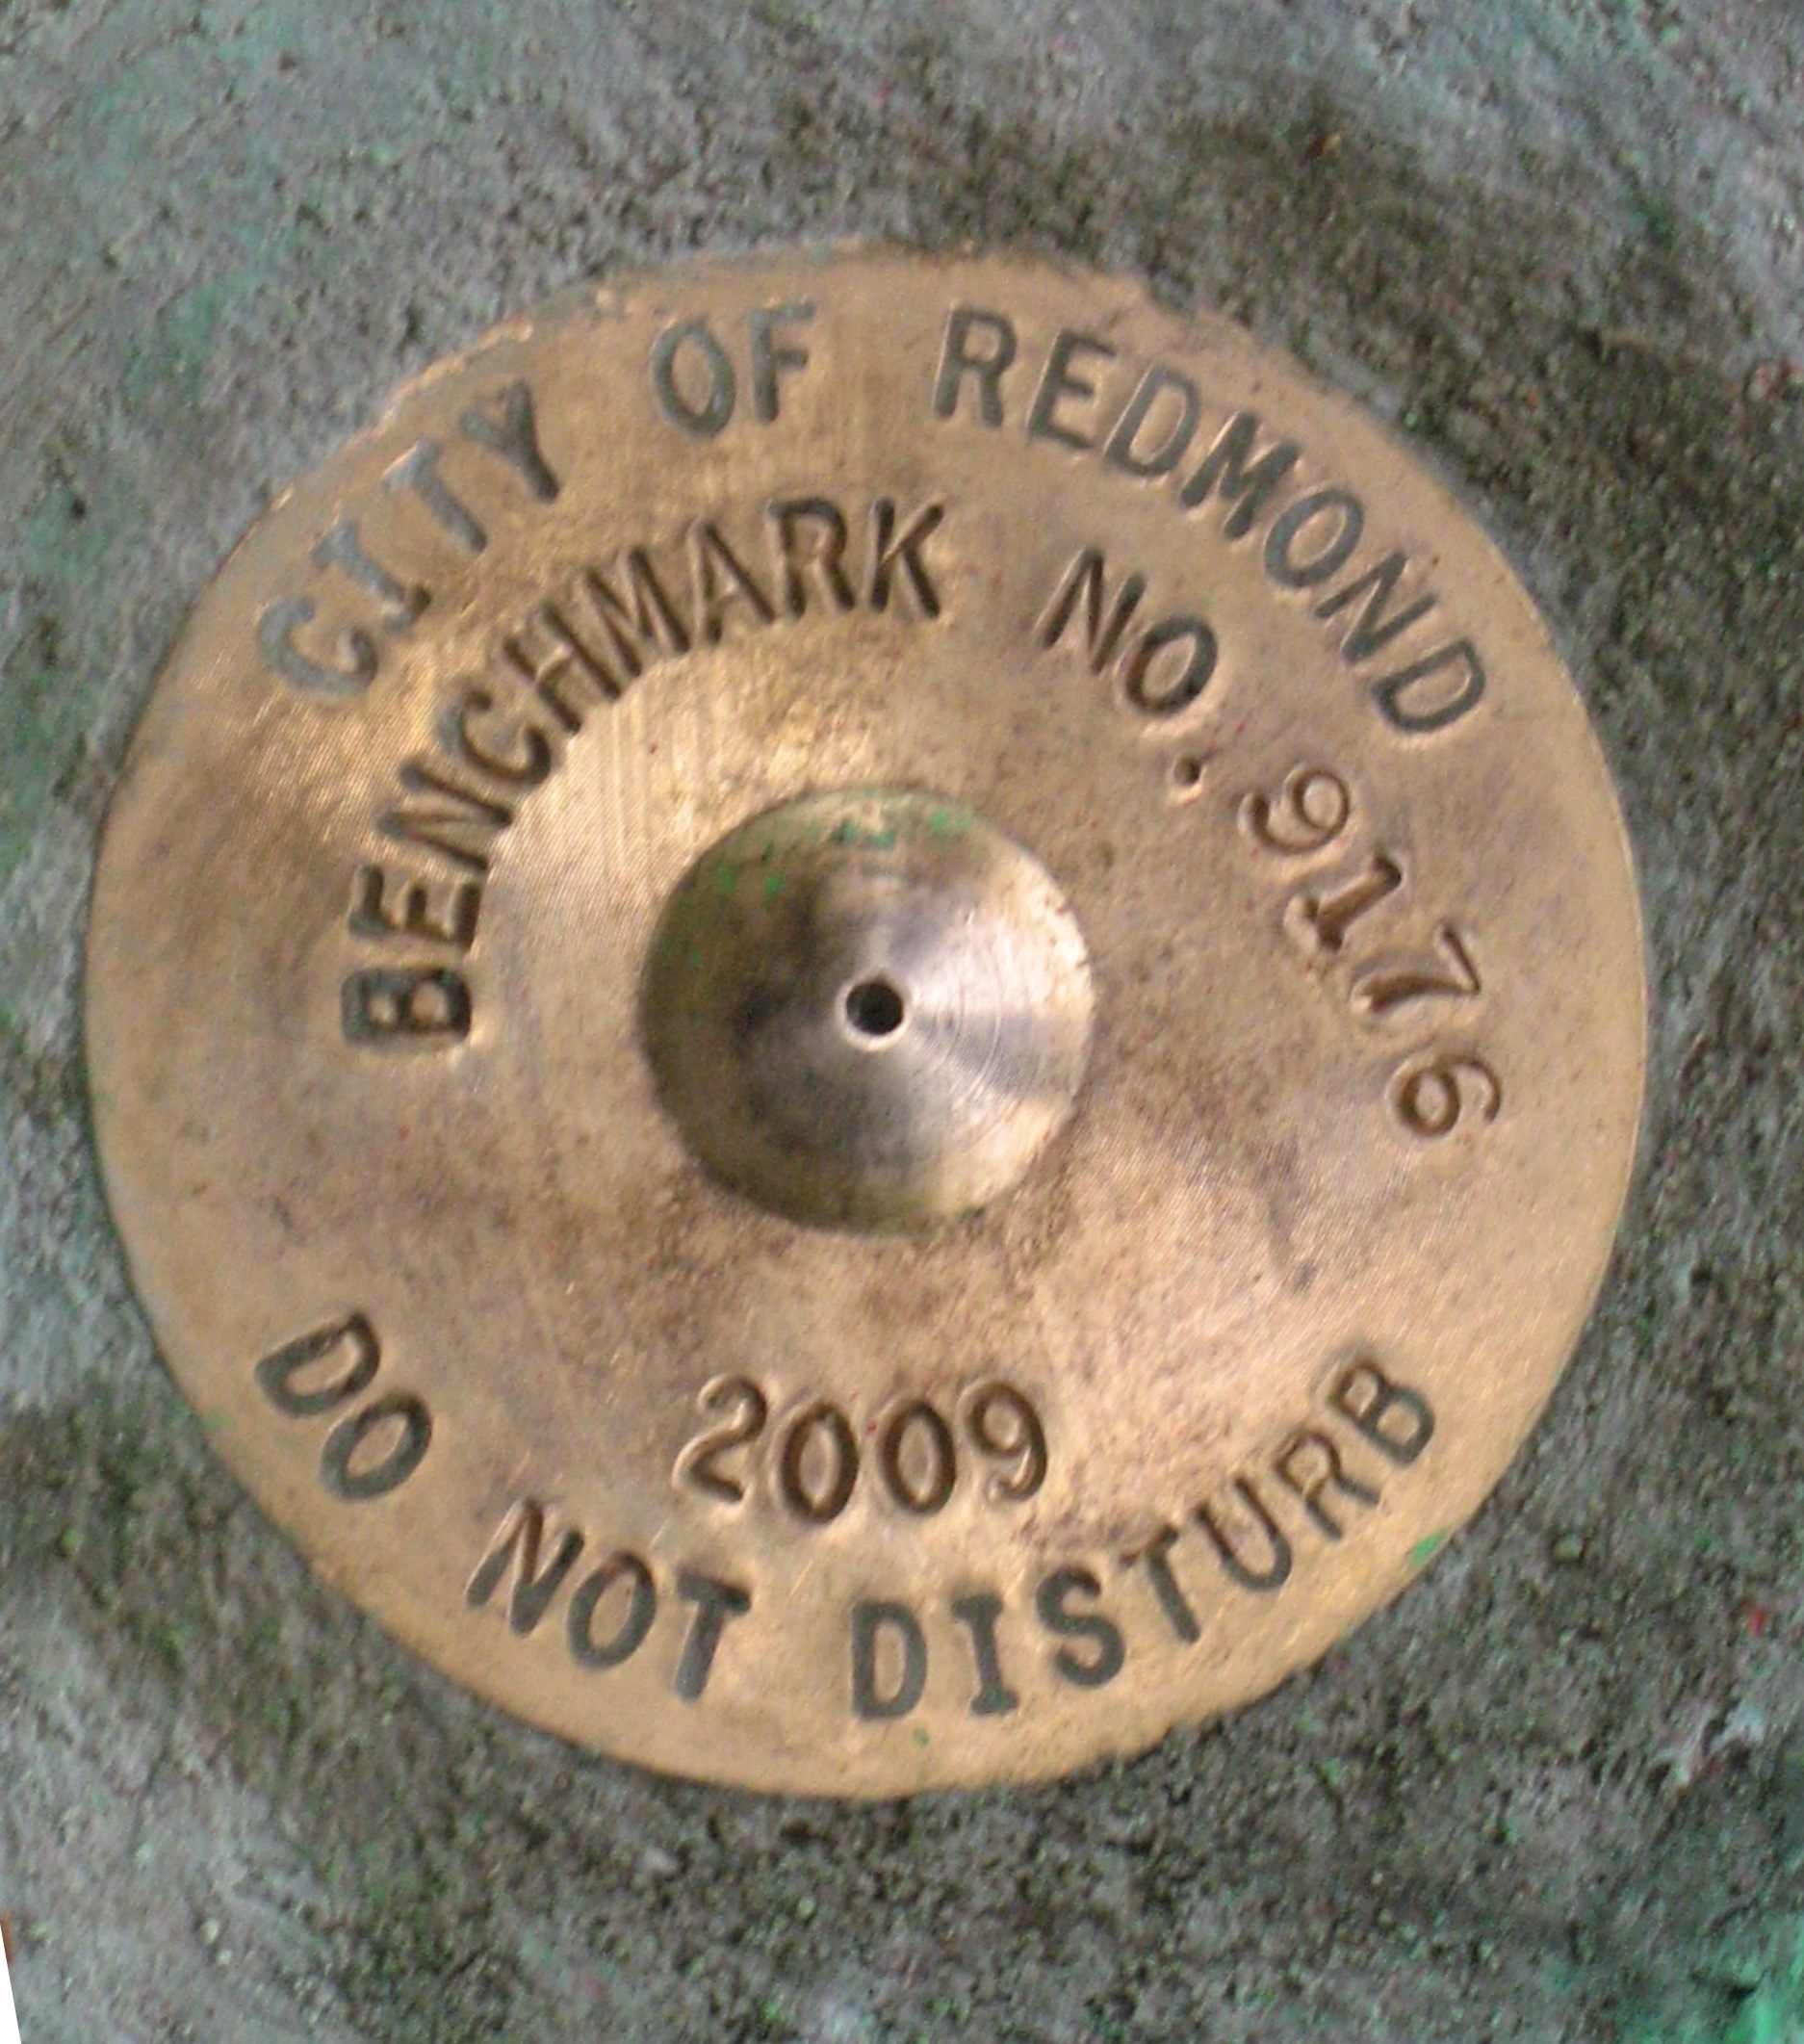 CITY OF REDMOND
BENCHMARK NO. 9176
2009
DO NOT DISTURB